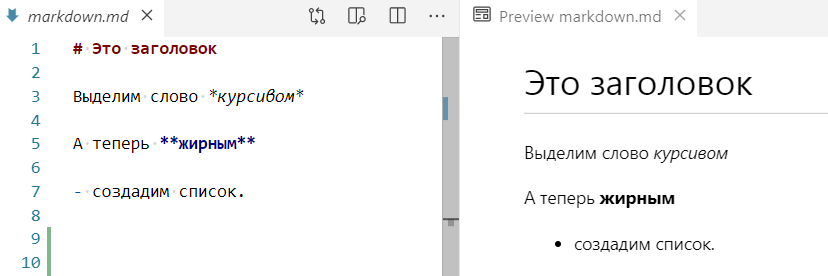 markdown.md
Preview markdown.md
1 # Это заголовок
2
3 Выделим слово *курсивом*
4
5 А теперь **жирным**
6
7 - создадим список.
8
9
10
Это заголовок
Выделим слово курсивом
А теперь жирным
• создадим список.